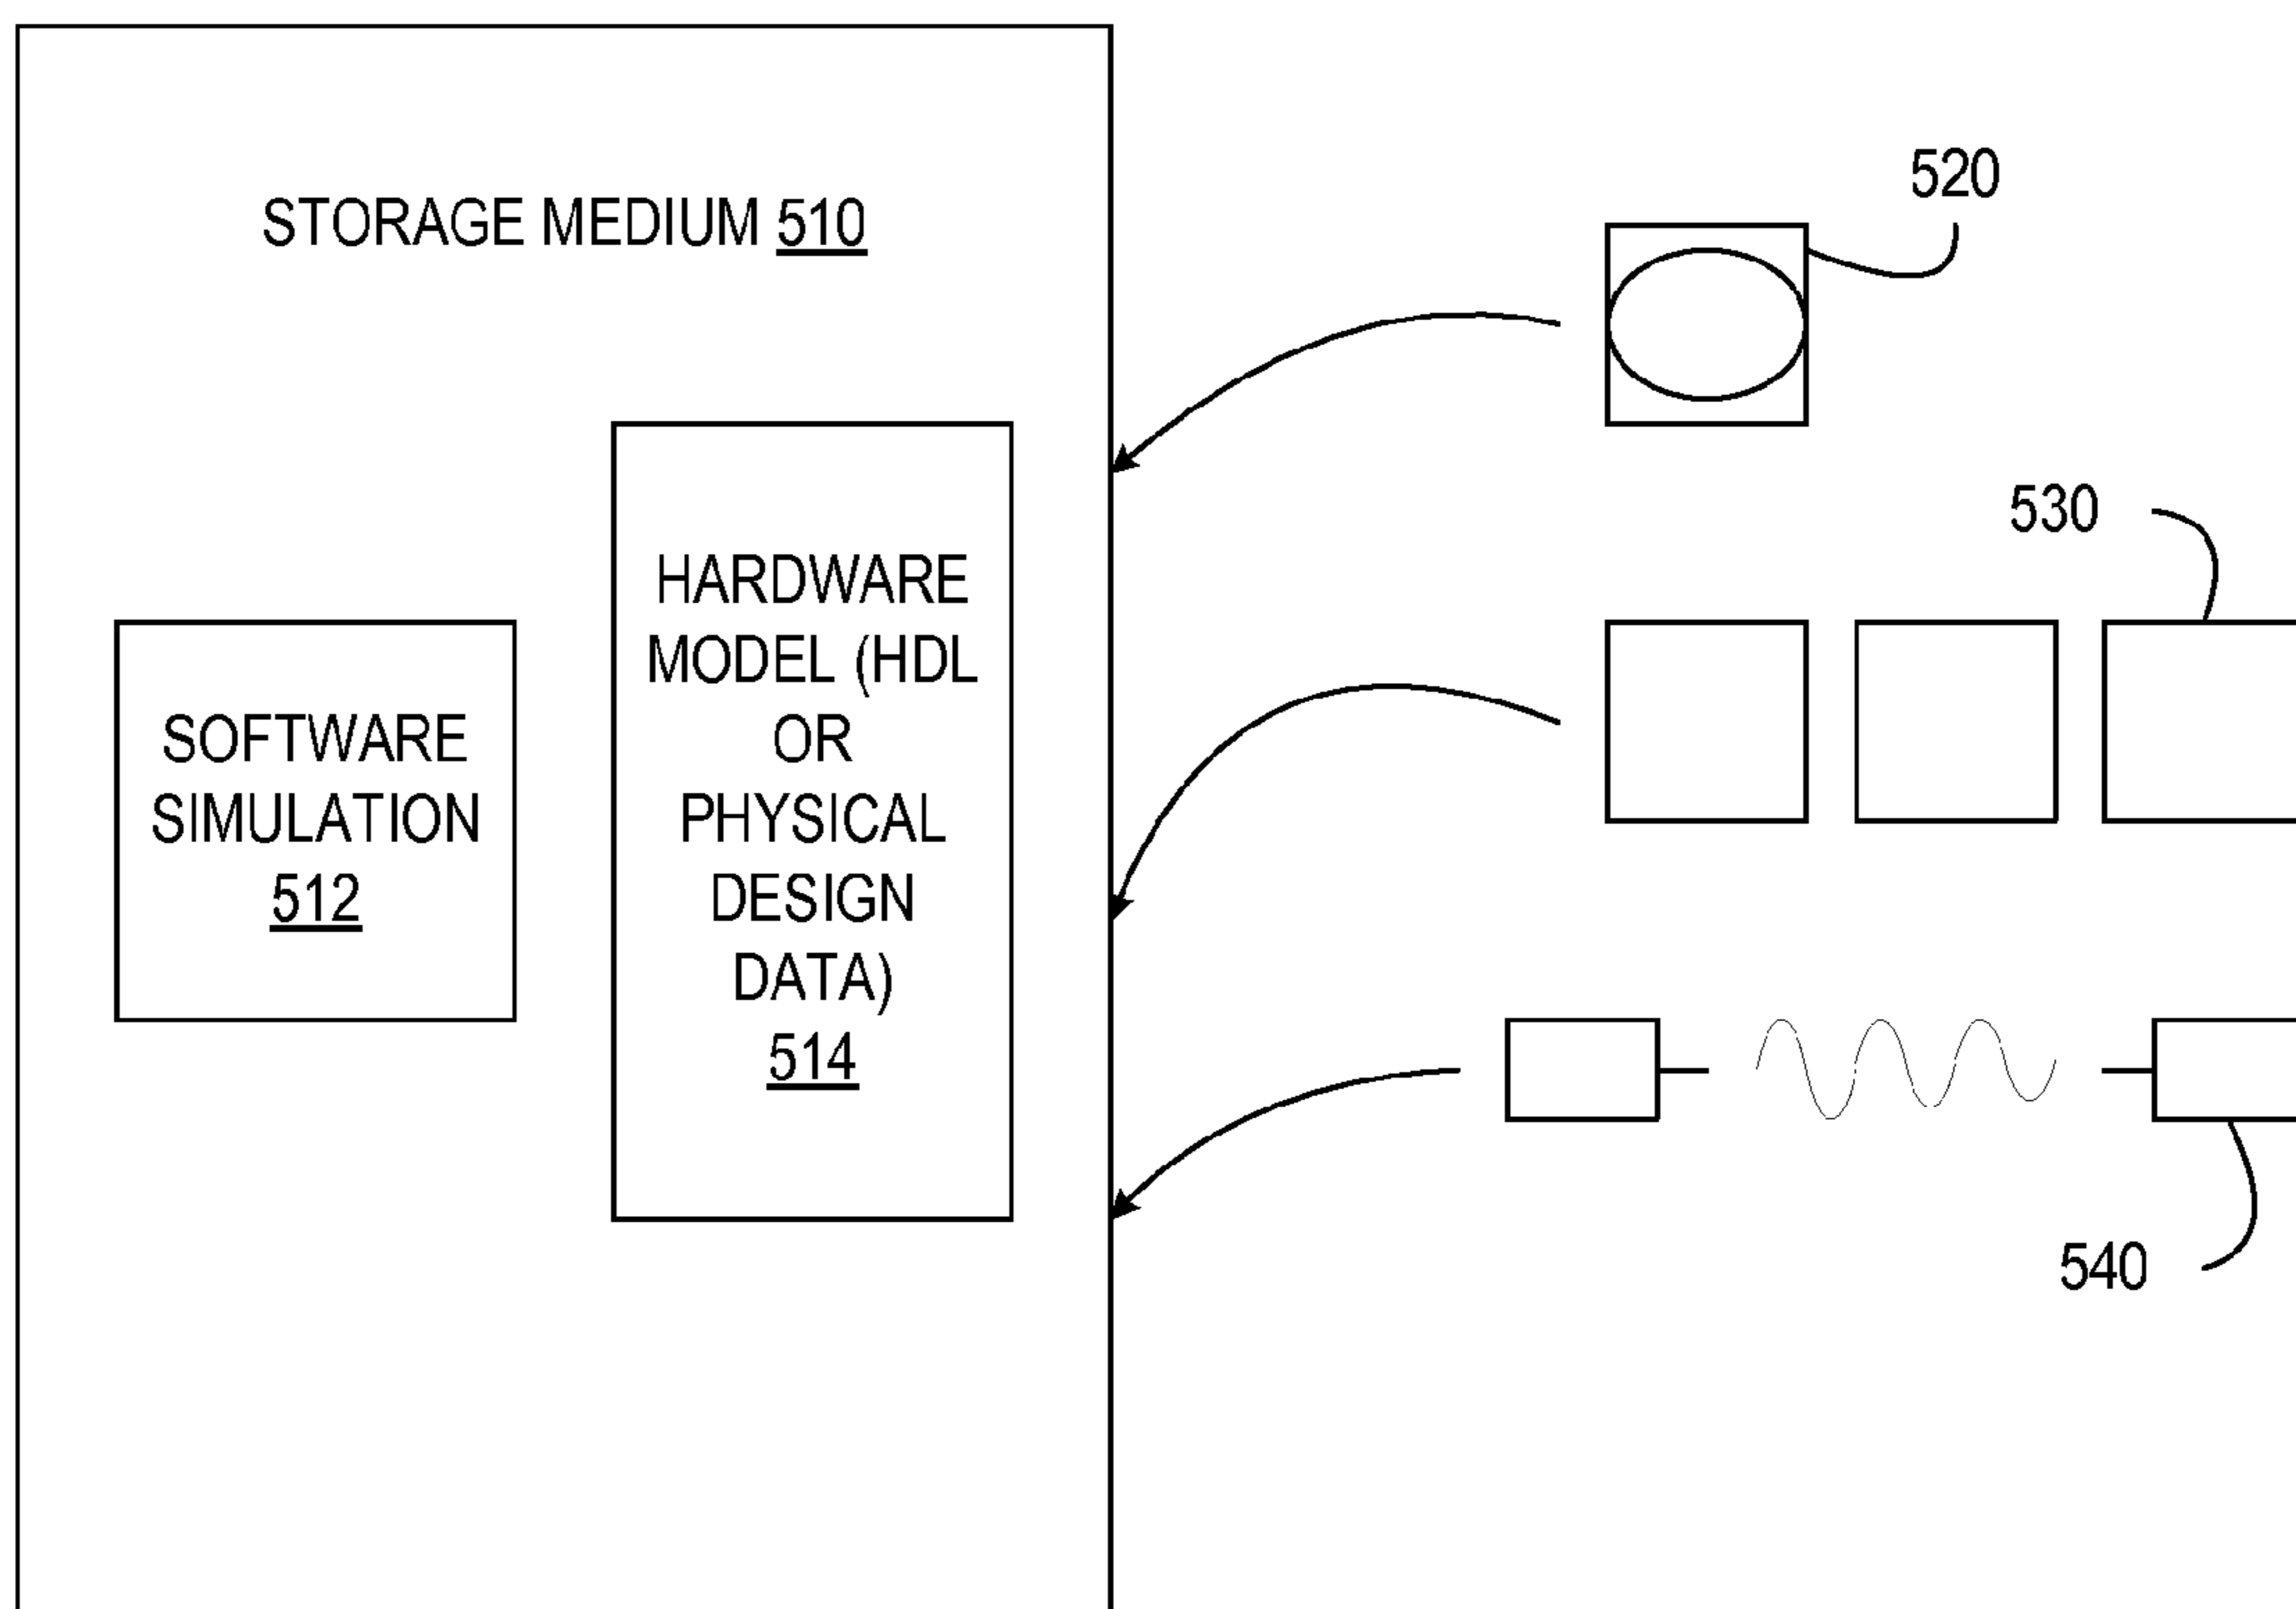 STORAGE MEDIUM 510
520
530
HARDWARE
MODEL (HDL
OR
PHYSICAL
DESIGN
DATA)
514
SOFTWARE
SIMULATION
512
540